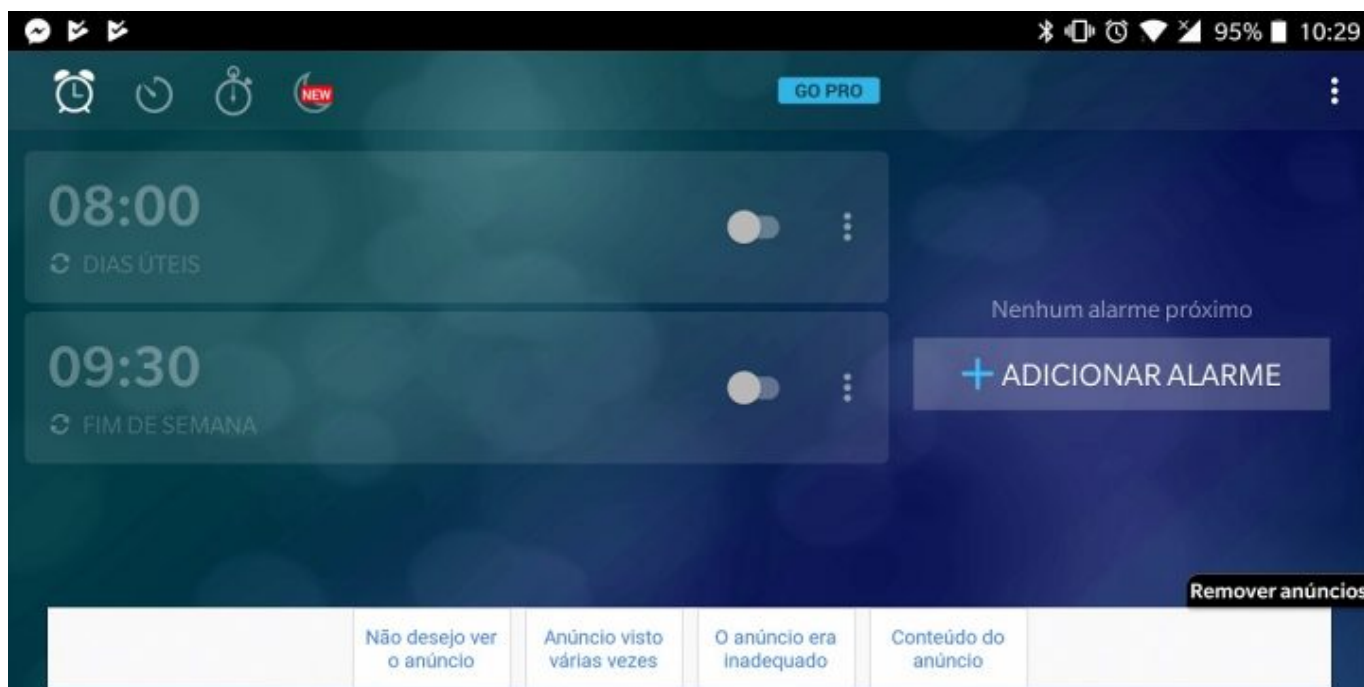 95% 10:29
NEW
GO PRO
08:00
DIAS ÚTEIS
09:30
FIM DE SEMANA
Nenhum alarme próximo
+ ADICIONAR ALARME
Remover anúncios
Não desejo ver
o anúncio
Anúncio visto
várias vezes
O anúncio era
inadequado
Conteúdo do
anúncio